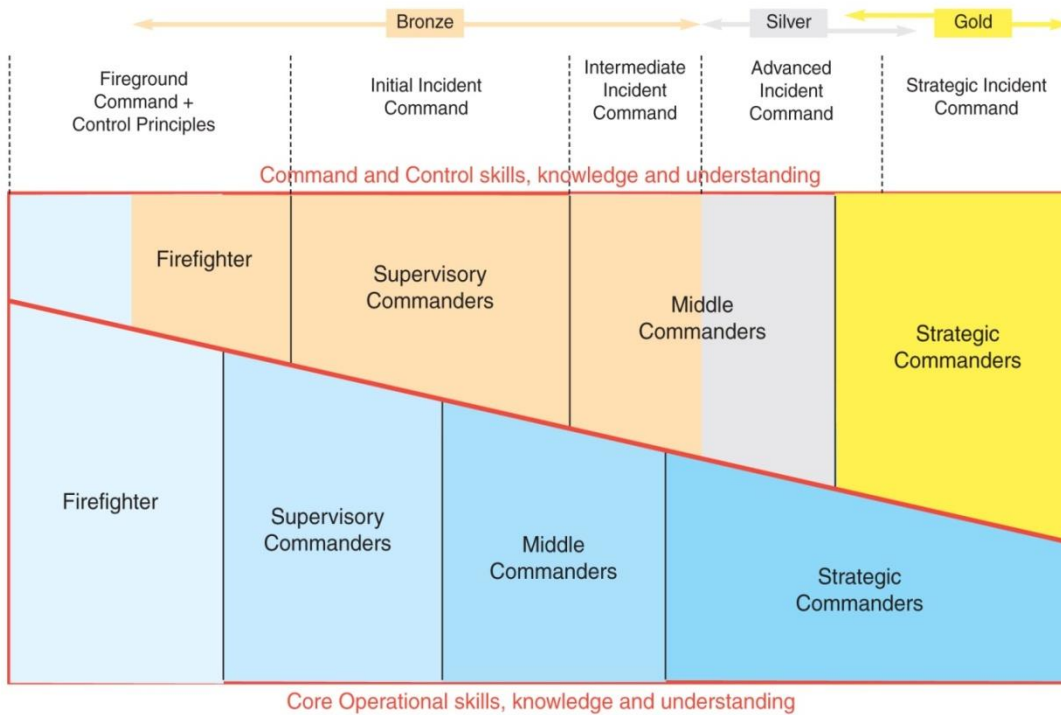 Bronze
Silver
Gold
Fireground
Command +
Control Principles
Initial Incident
Command
Intermediate
Incident
Command
Advanced
Incident
Command
Strategic Incident
Command
Command and Control skills, knowledge and understanding
Firefighter
Supervisory
Commanders
Middle
Commanders
Strategic
Commanders
Firefighter
Supervisory
Commanders
Middle
Commanders
Strategic
Commanders
Core Operational skills, knowledge and understanding